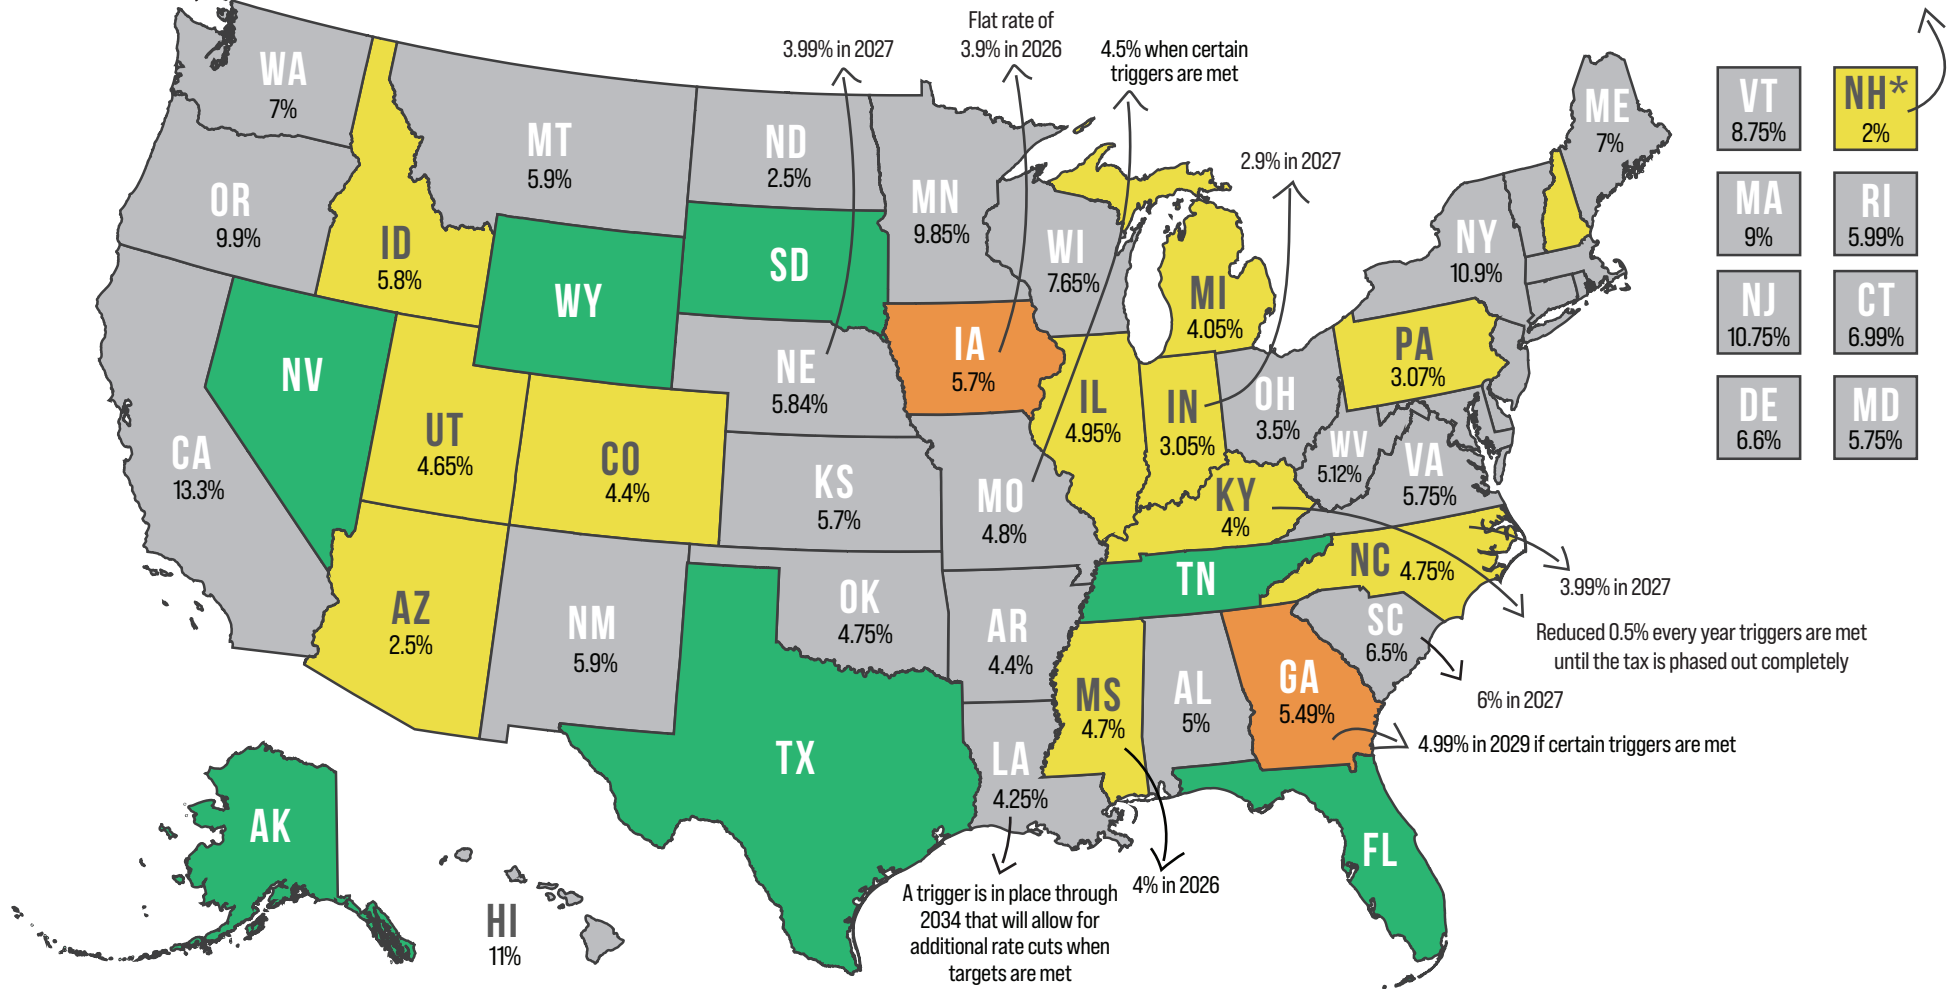 Flat rate of
3.9% in 2026
3.99% in 2027
4.5% when certain
triggers are met
2.9% in 2027
WA
7%
MT
5.9%
ND
2.5%
MN
9.85%
ME
7%
VT
8.75%
NH*
2%
OR
9.9%
ID
5.8%
WY
SD
WI
7.65%
MI
4.05%
NY
10.9%
MA
9%
RI
5.99%
NJ
10.75%
CT
6.99%
DE
6.6%
MD
5.75%
NV
UT
4.65%
CO
4.4%
NE
5.84%
IA
5.7%
IL
4.95%
IN
3.05%
OH
3.5%
PA
3.07%
CA
13.3%
KS
5.7%
MO
4.8%
KY
4%
WV
5.12%
VA
5.75%
AZ
2.5%
NM
5.9%
OK
4.75%
AR
4.4%
TN
NC 4.75%
3.99% in 2027
Reduced 0.5% every year triggers are met
until the tax is phased out completely
SC
6.5%
6% in 2027
TX
LA
4.25%
MS
4.7%
AL
5%
GA
5.49%
4.99% in 2029 if certain triggers are met
AK
HI
11%
FL
A trigger is in place through
2034 that will allow for
additional rate cuts when
targets are met
4% in 2026